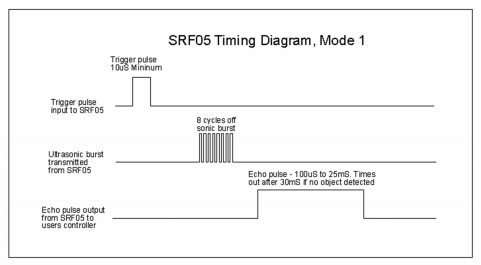 SRF05 Timing Diagram, Mode 1
Trigger pulse
10uS Mininum
Trigger pulse
input to SRF05
8 cycles off
sonic burst
Ultrasonic burst
transmitted
from SRF05
Echo pulse - 100uS to 25mS. Times
out after 30mS if no object detected
Echo pulse output
from SRF05 to
users controller